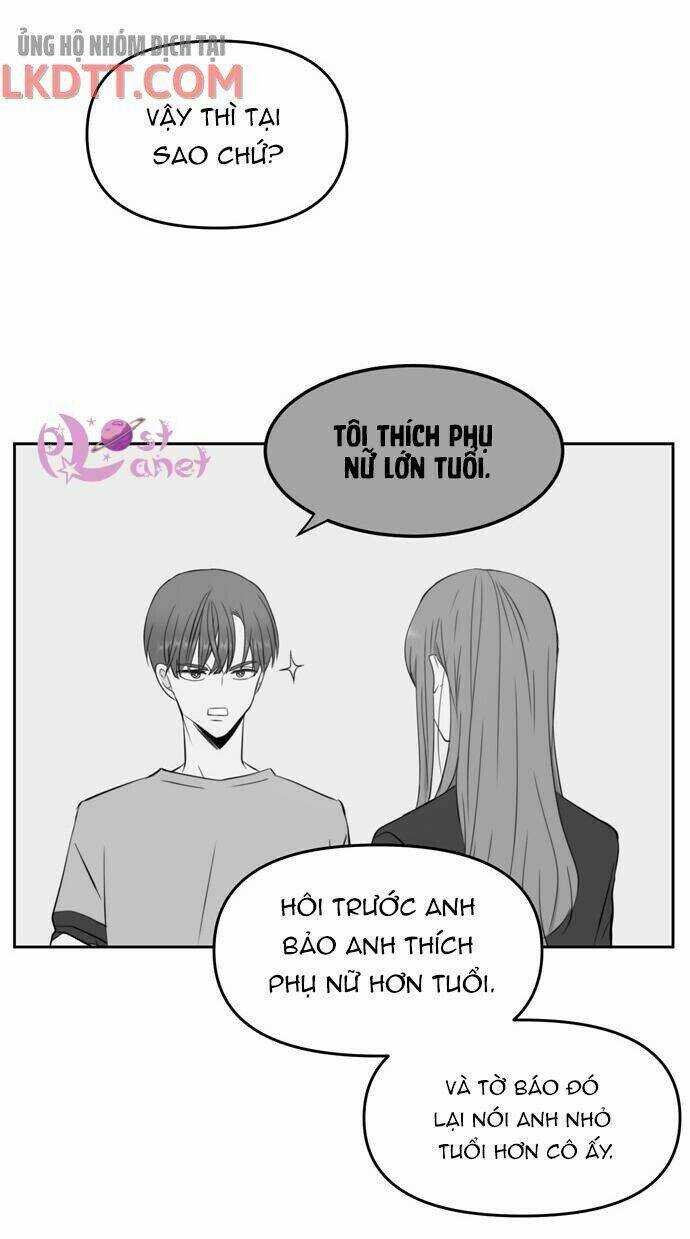 ỦNG HỘ NHÓM DỊCH TẠI
LKDTT.COM
VẬY THÌ TẠI
SAO CHỨ?
Lost
Planet
TÔI THÍCH PHỤ
NỮ LỚN TUỔI.
HÔI TRƯỚC ANH
BẢO ANH THÍCH
PHỤ NỮ HƠN TUỔI.
VÀ TỜ BÁO ĐÓ
LẠI NÓI ANH NHỎ
TUỔI HƠN CÔ ẤY.